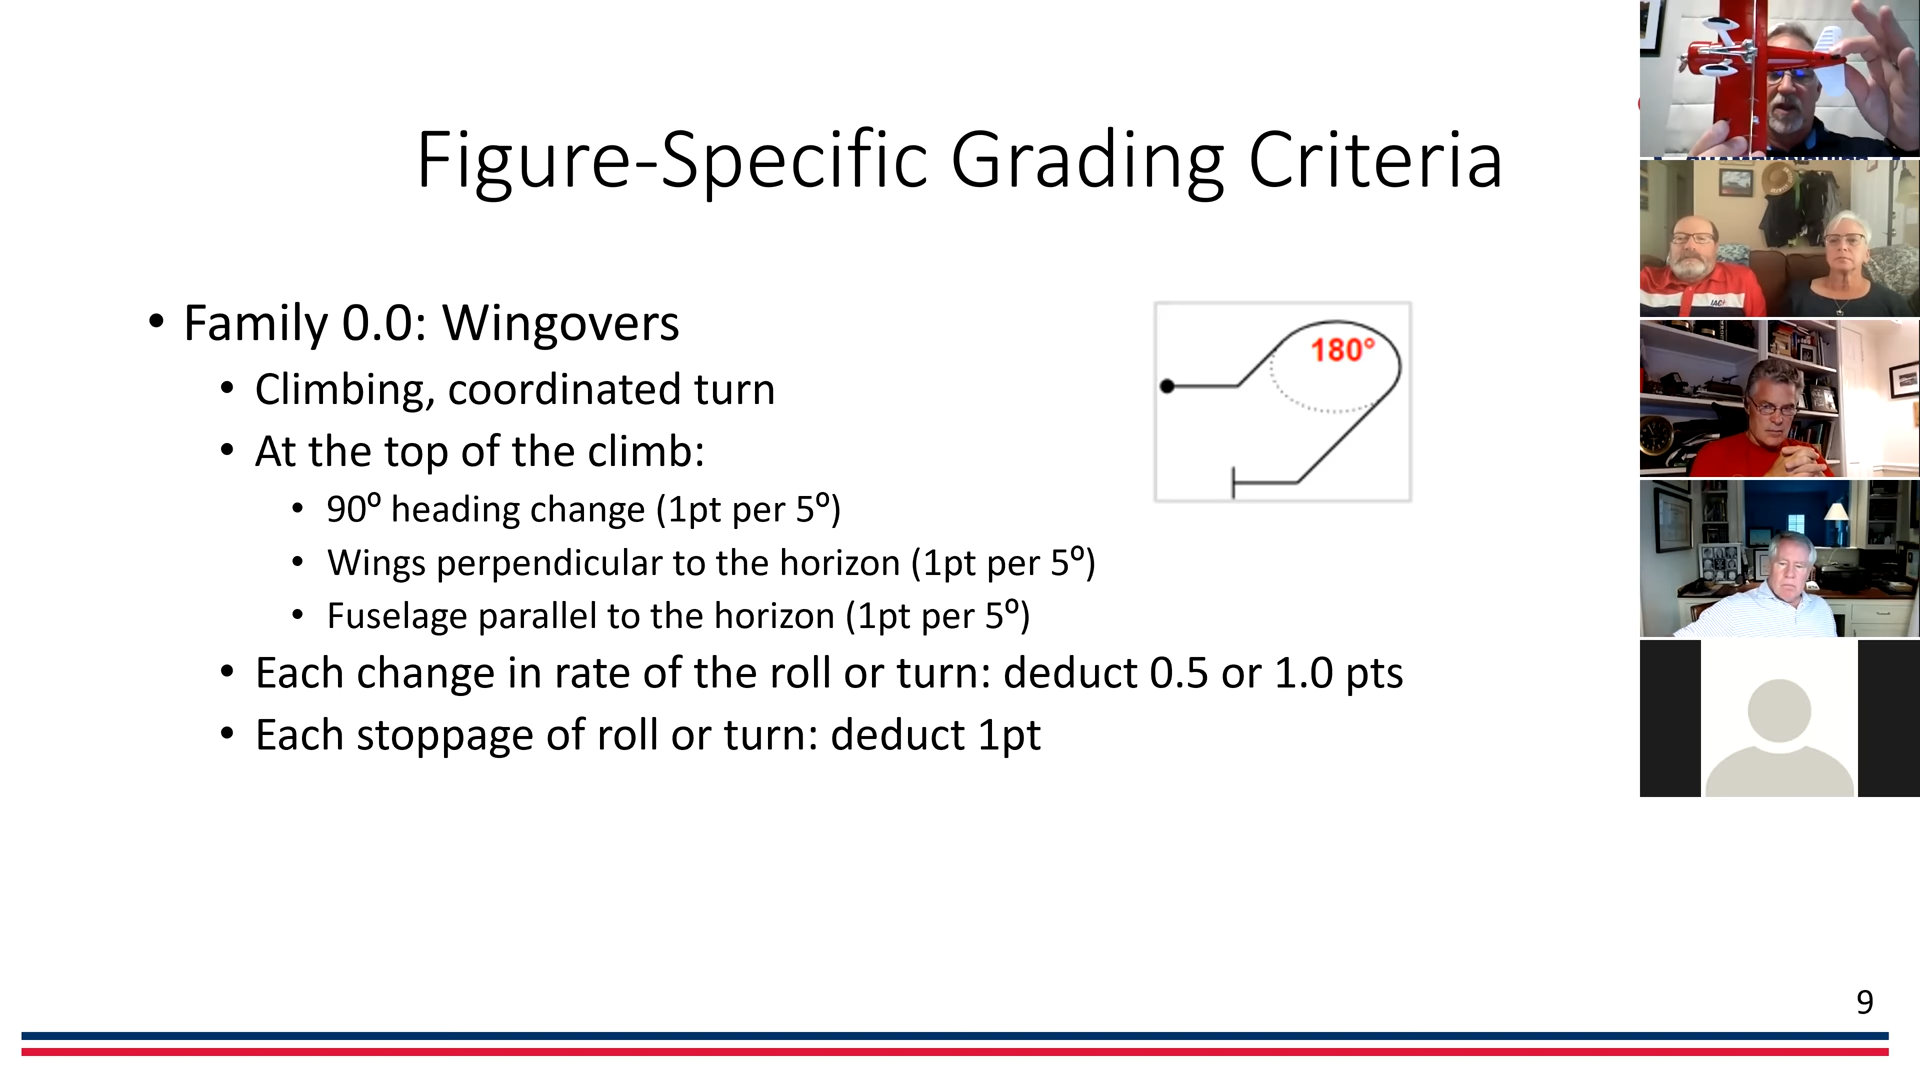 Figure-Specific Grading Criteria
• Family 0.0: Wingovers
180°
• Climbing, coordinated turn
• At the top of the climb:
• 90⁰ heading change (1pt per 5⁰)
• Wings perpendicular to the horizon (1pt per 5⁰)
• Fuselage parallel to the horizon (1pt per 5⁰)
• Each change in rate of the roll or turn: deduct 0.5 or 1.0 pts
• Each stoppage of roll or turn: deduct 1pt
IAC
9